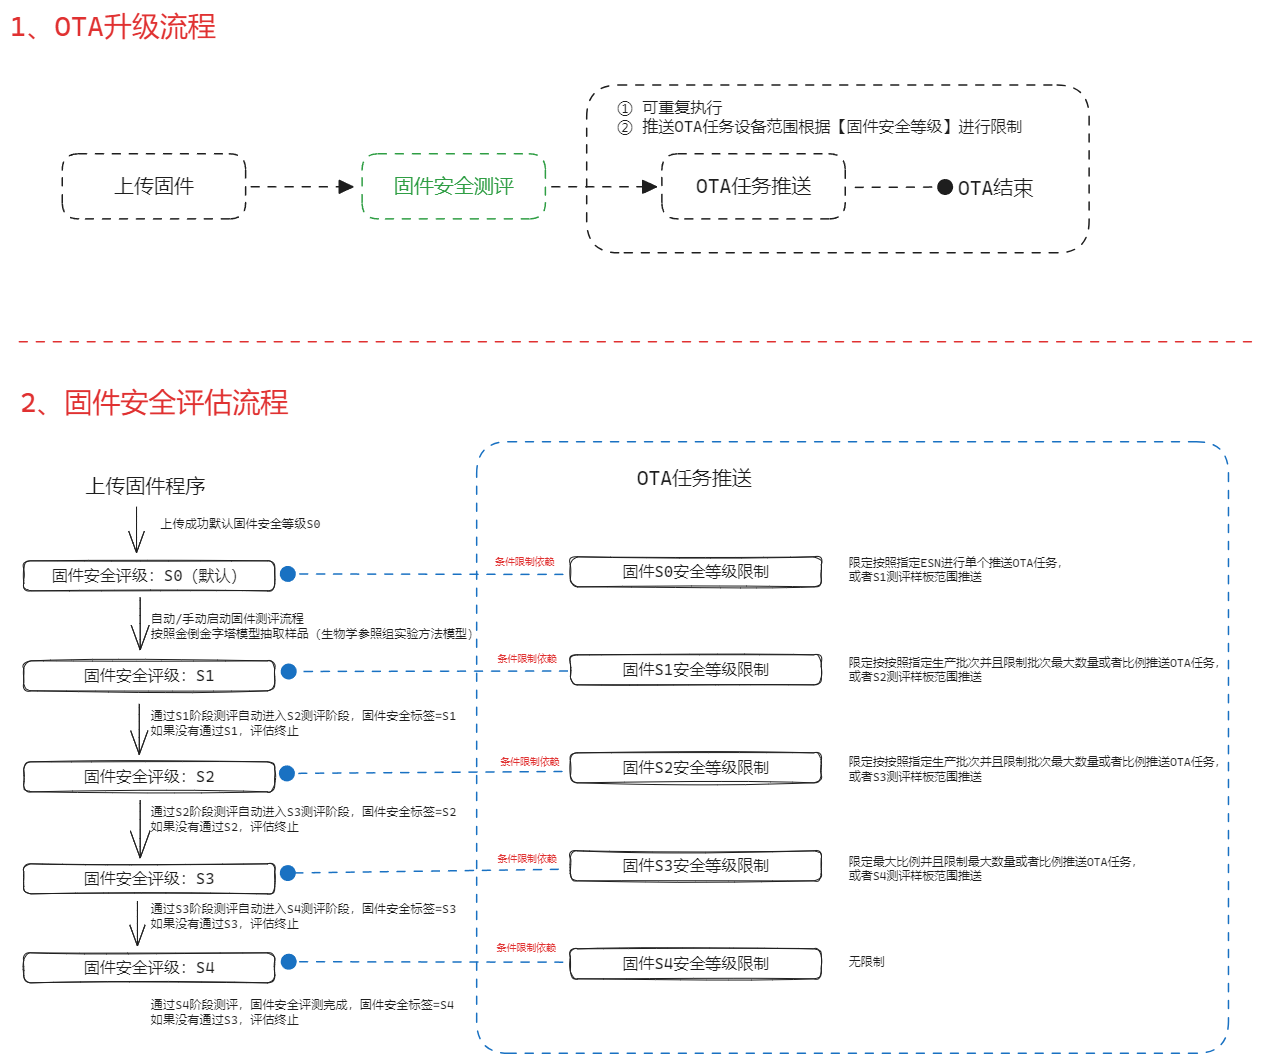 1、OTA升级流程
① 可重复执行
② 推送OTA任务设备范围根据【固件安全等级】进行限制
上传固件
固件安全测评
OTA任务推送
OTA结束
2、固件安全评估流程
上传固件程序
OTA任务推送
上传成功默认固件安全等级S0
固件安全评级：S0（默认）
条件限制依赖
固件S0安全等级限制
限定按照指定ESN进行单个推送OTA任务，
或者S1测评样板范围推送
自动/手动启动固件测评流程
按照金倒金字塔模型抽取样品（生物学参照组实验方法模型）
固件安全评级：S1
条件限制依赖
固件S1安全等级限制
限定按按照指定生产批次并且限制批次最大数量或者比例推送OTA任务，
或者S2测评样板范围推送
通过S1阶段测评自动进入S2测评阶段，固件安全标签=S1
如果没有通过S1，评估终止
固件安全评级：S2
条件限制依赖
固件S2安全等级限制
限定按按照指定生产批次并且限制批次最大数量或者比例推送OTA任务，
或者S3测评样板范围推送
通过S2阶段测评自动进入S3测评阶段，固件安全标签=S2
如果没有通过S2，评估终止
固件安全评级：S3
条件限制依赖
固件S3安全等级限制
限定最大比例并且限制最大数量或者比例推送OTA任务，
或者S4测评样板范围推送
通过S3阶段测评自动进入S4测评阶段，固件安全标签=S3
如果没有通过S3，评估终止
固件安全评级：S4
条件限制依赖
固件S4安全等级限制
无限制
通过S4阶段测评，固件安全评测完成，固件安全标签=S4
如果没有通过S3，评估终止